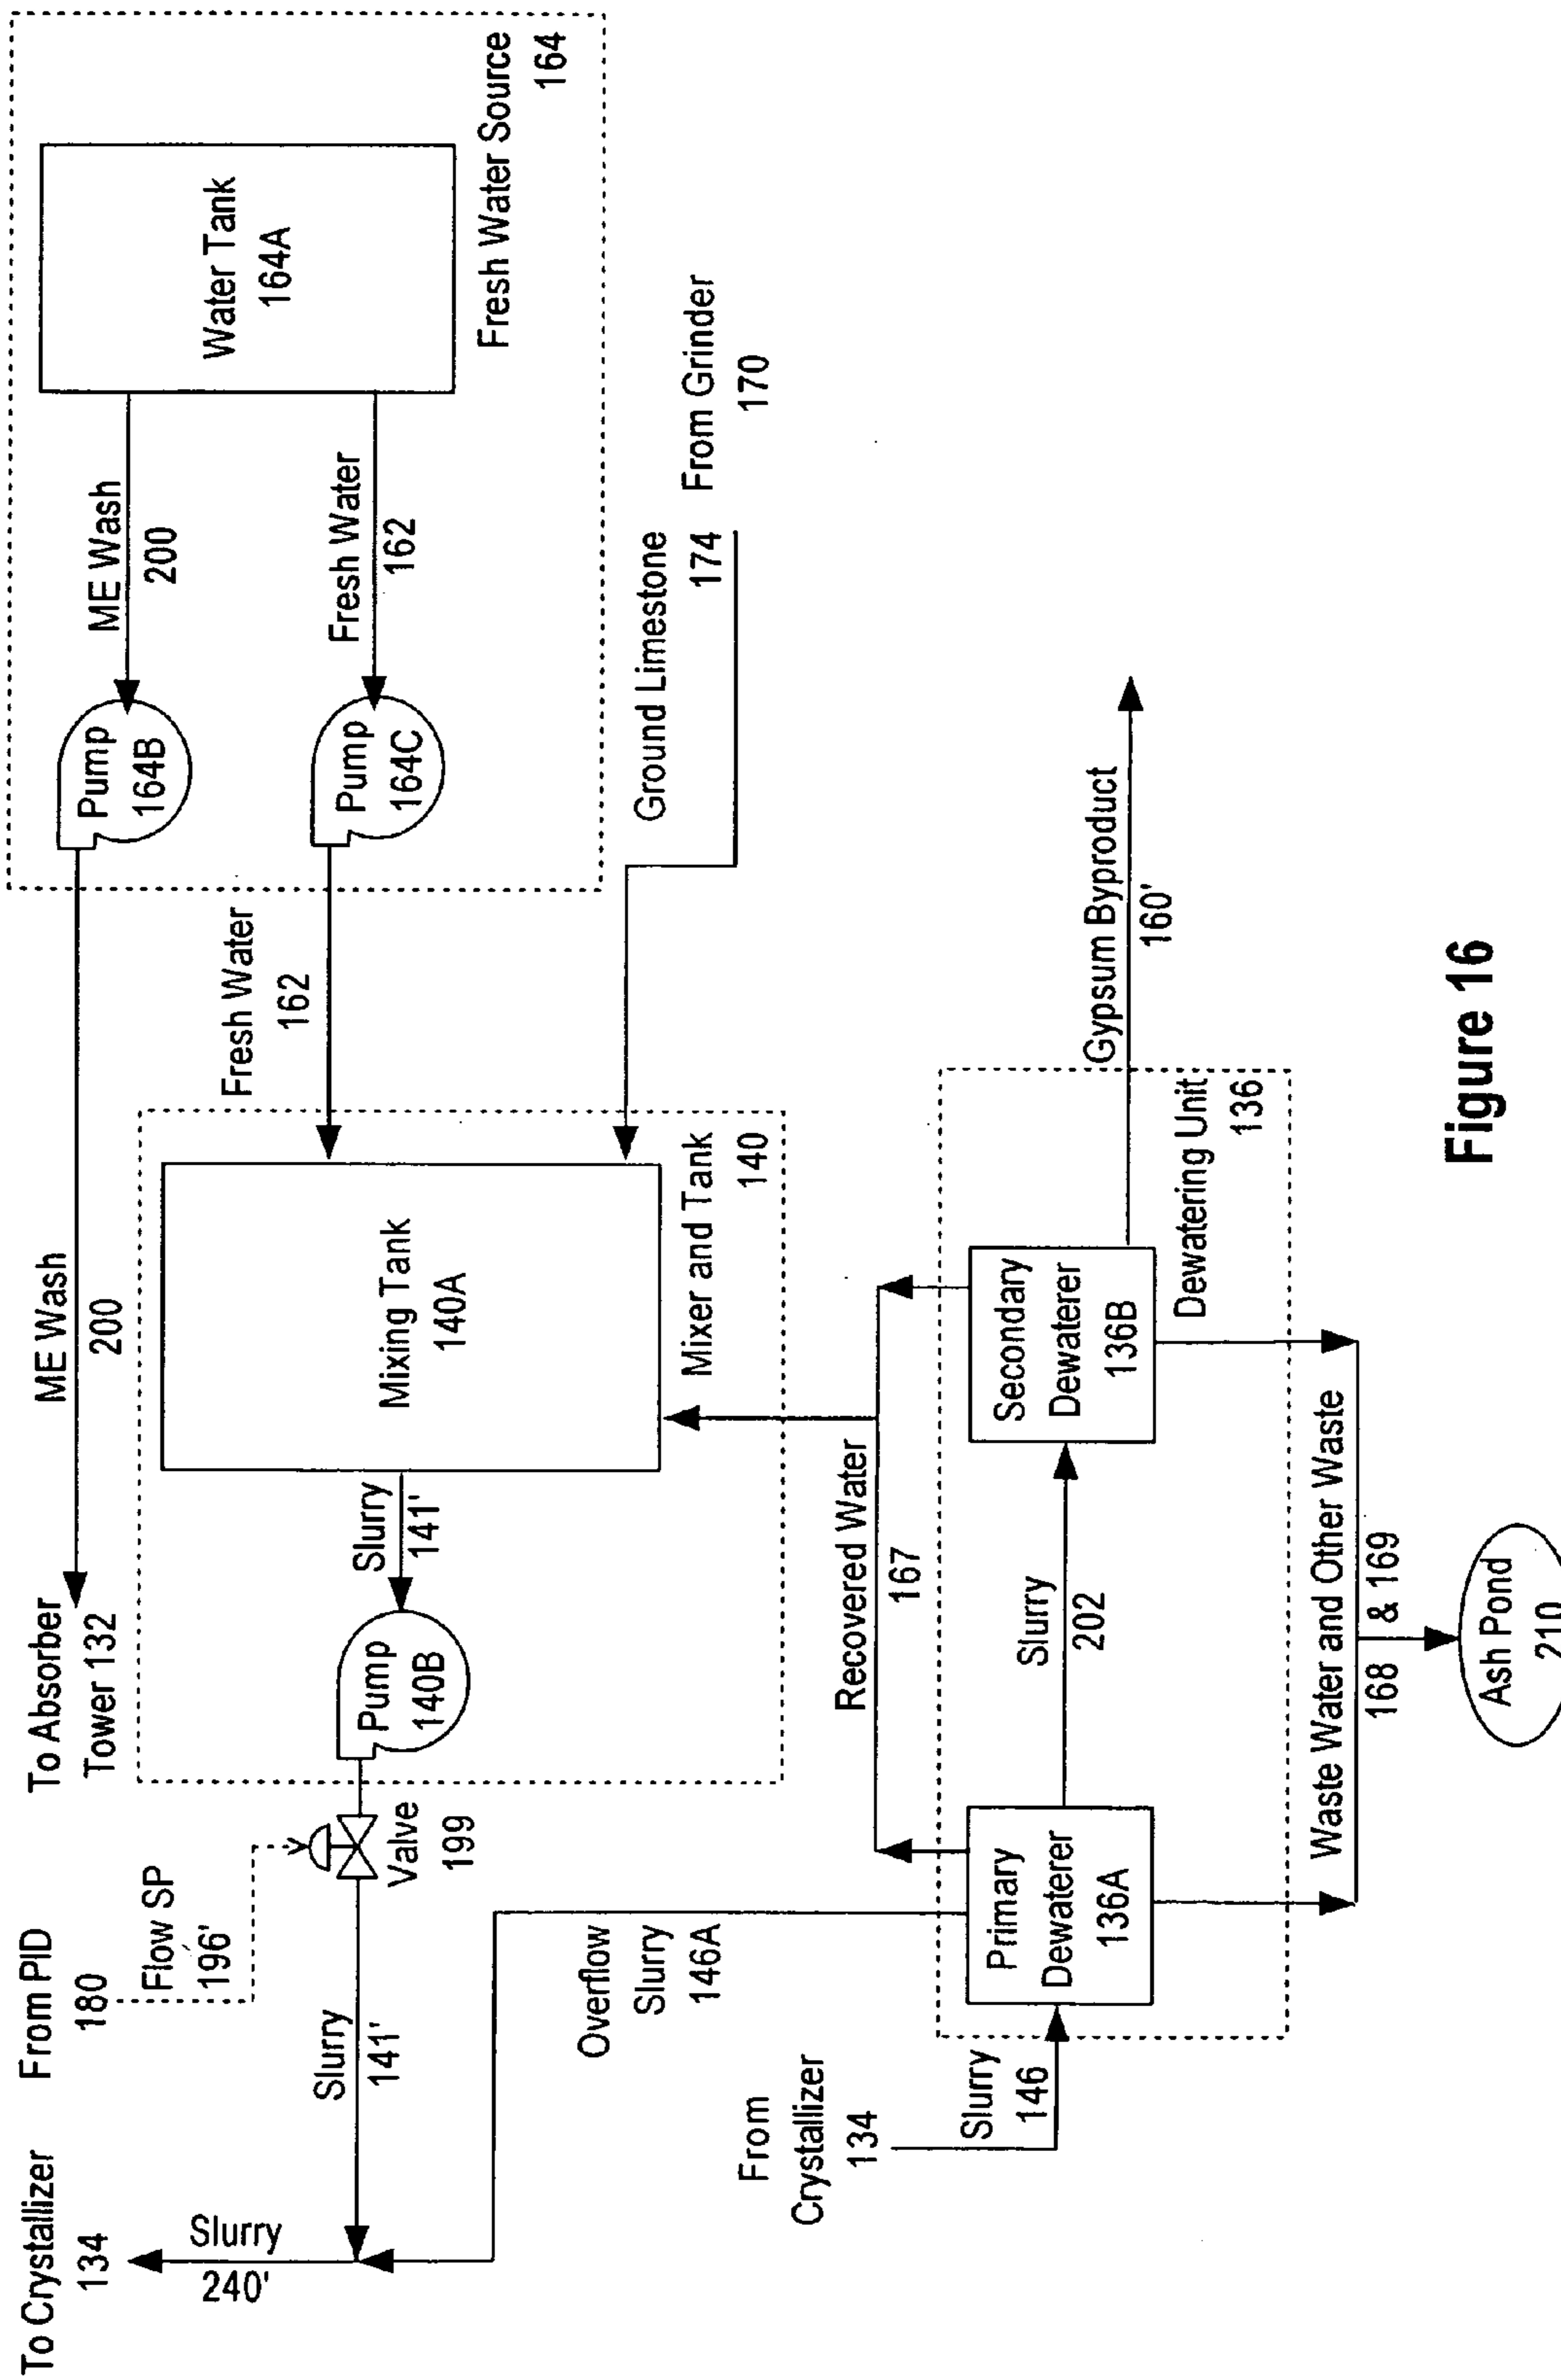 To Crystallizer
134
From PID
180
To Absorber
Tower 132
ME Wash
200
Slurry
240'
Flow SP
196'
Slurry
141'
Valve
199
Pump
140B
Slurry
141'
Mixing Tank
140A
Mixer and Tank
140
Fresh Water
162
Pump
164B
ME Wash
200
Pump
164C
Fresh Water
162
Water Tank
164A
Fresh Water Source
164
Ground Limestone
174
From Grinder
170
Overflow
Slurry
146A
Recovered Water
167
From
Crystallizer
134
Slurry
146
Primary
Dewaterer
136A
Slurry
202
Secondary
Dewaterer
136B
Dewatering Unit
136
Gypsum Byproduct
160'
Waste Water and Other Waste
168 & 169
Ash Pond
210
Figure 16